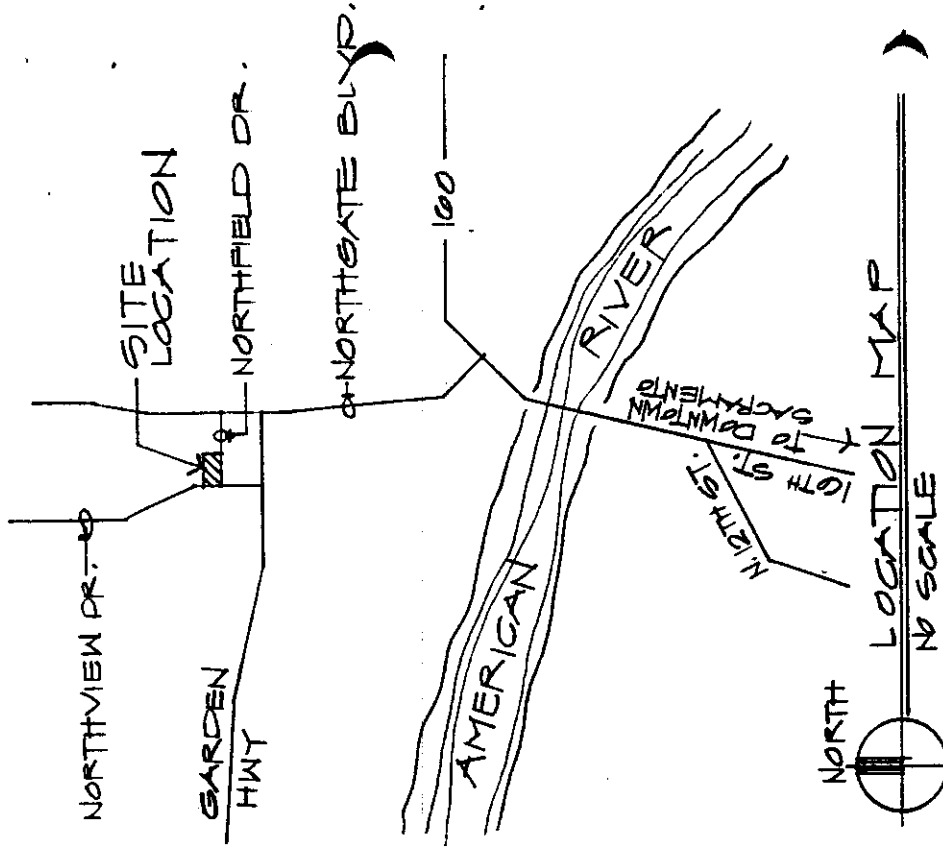 SITE
LOCATION
NORTHFIELD DR.
NORTHGATE BLVD.
NORTHVIEW DR.
GARDEN
HWY
160
AMERICAN
RIVER
TO DOWNTOWN
SACRAMENTO
16TH ST.
N. 12TH ST.
NORTH
LOCATION MAP
NO SCALE